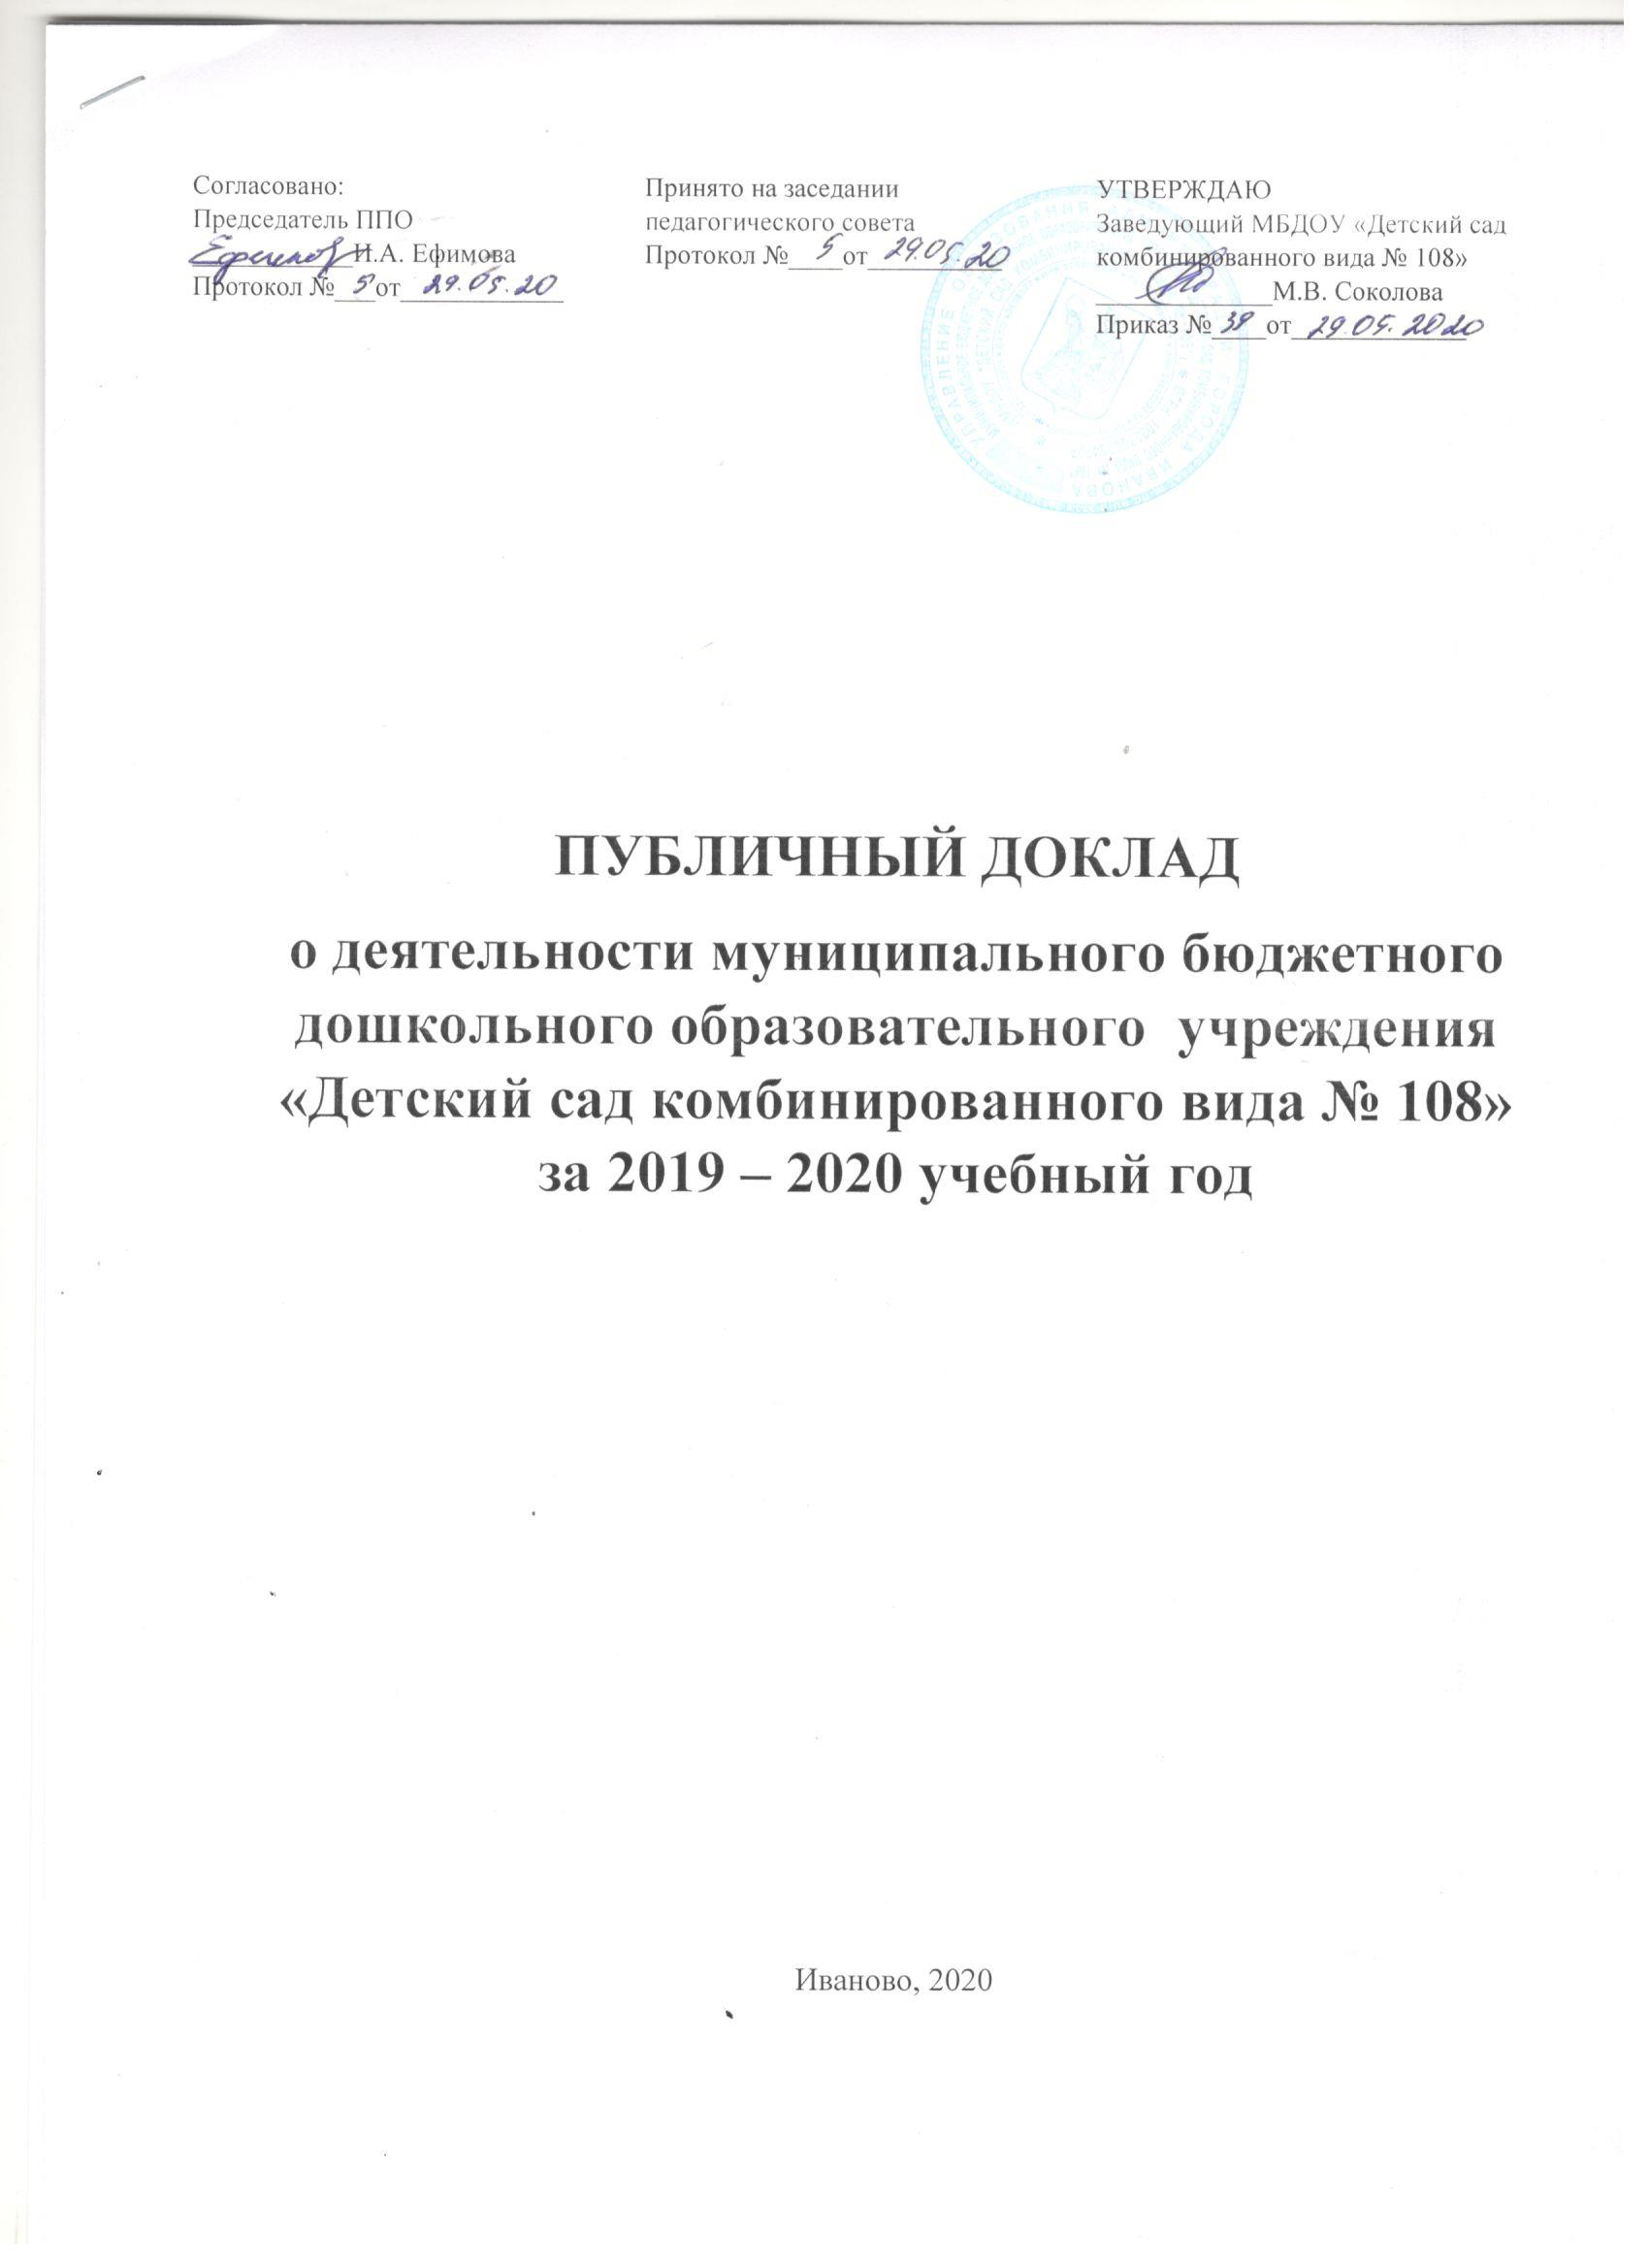 Согласовано:
Председатель ППО
И.А. Ефимова
Протокол № 5 от 29.05.20
Принято на заседании
педагогического совета
Протокол № 5 от 29.05.20
УТВЕРЖДАЮ
Заведующий МБДОУ «Детский сад
комбинированного вида № 108»
М.В. Соколова
Приказ № 39 от 29.05.2020
ПУБЛИЧНЫЙ ДОКЛАД
о деятельности муниципального бюджетного
дошкольного образовательного учреждения
«Детский сад комбинированного вида № 108»
за 2019 – 2020 учебный год
Иваново, 2020